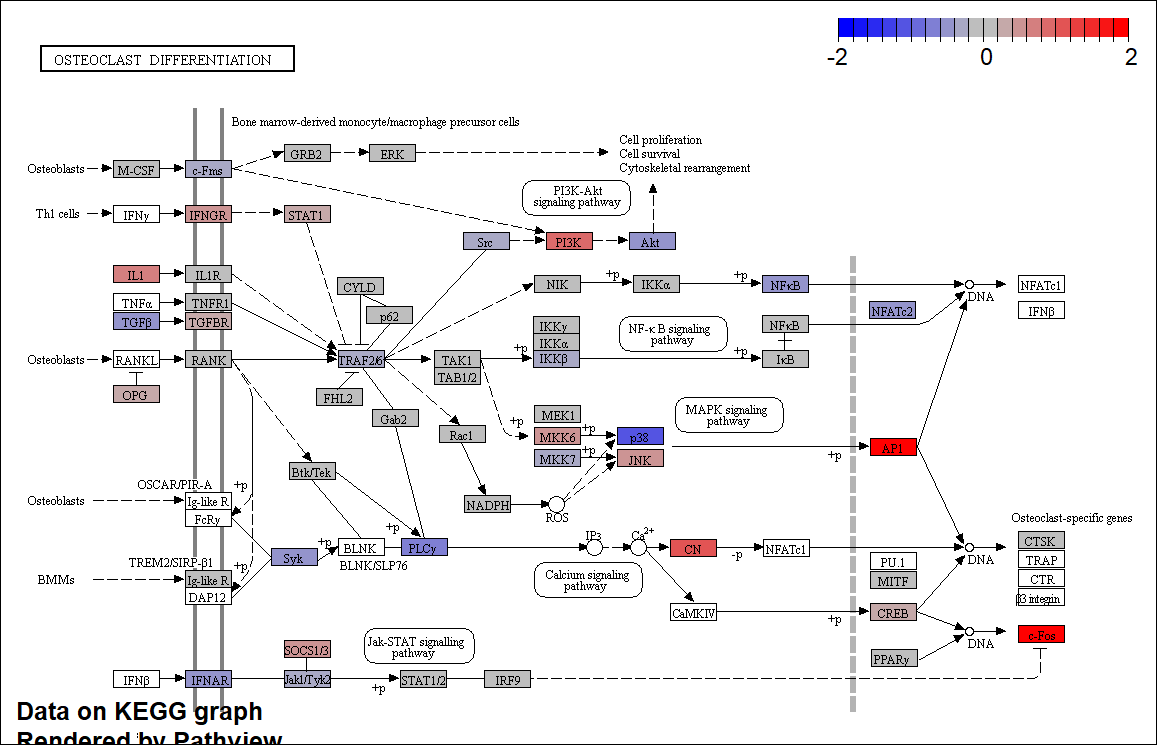 -2 0 2
OSTEOCLAST DIFFERENTIATION
Bone marrow-derived monocyte/macrophage precursor cells
GRB2 ERK
Cell proliferation
Cell survival
Cytoskeletal rearrangement
Osteoblasts M-CSF c-Fms
PI3K-Akt
signaling pathway
Th1 cells IFNγ IFNGR STAT1
Src PI3K Akt
IL1 IL1R
CYLD
NIK +p IKKα +p NFκB
DNA
NFATc1
TNFα TNFR1
p62
NFATc2
IFNβ
TGFβ TGFBR
IKKγ
IKKα
IKKβ
+p
NF-κ B signaling
pathway
NFκB
+p
IκB
Osteoblasts RANKL RANK
TRAF2/6
TAK1
TAB1/2
OPG
FHL2
Gab2
Rac1
MEK1
+p
MKK6 +p p38
MKK7 +p JNK
MAPK signaling
pathway
+p
AP1
Btk/Tek
NADPH
ROS
OSCAR/PIR-A
+p
Osteoblasts
Ig-like R
FcRγ
TREM2/SIRP-β1
+p
BMMs
Ig-like R
DAP12
Syk
+p
BLNK
+p
PLCγ
BLNK/SLP76
IP3
Ca2+
CN
-p
NFATc1
Calcium signaling
pathway
CaMKIV
+p
PU.1
MITF
CREB
PPARγ
DNA
DNA
Osteoclast-specific genes
CTSK
TRAP
CTR
β3 integrin
c-Fos
SOCS1/3
Jak-STAT signalling
pathway
IFNβ IFNAR Jak1/Tyk2
+p
STAT1/2 IRF9
Data on KEGG graph
Rendered by Pathview